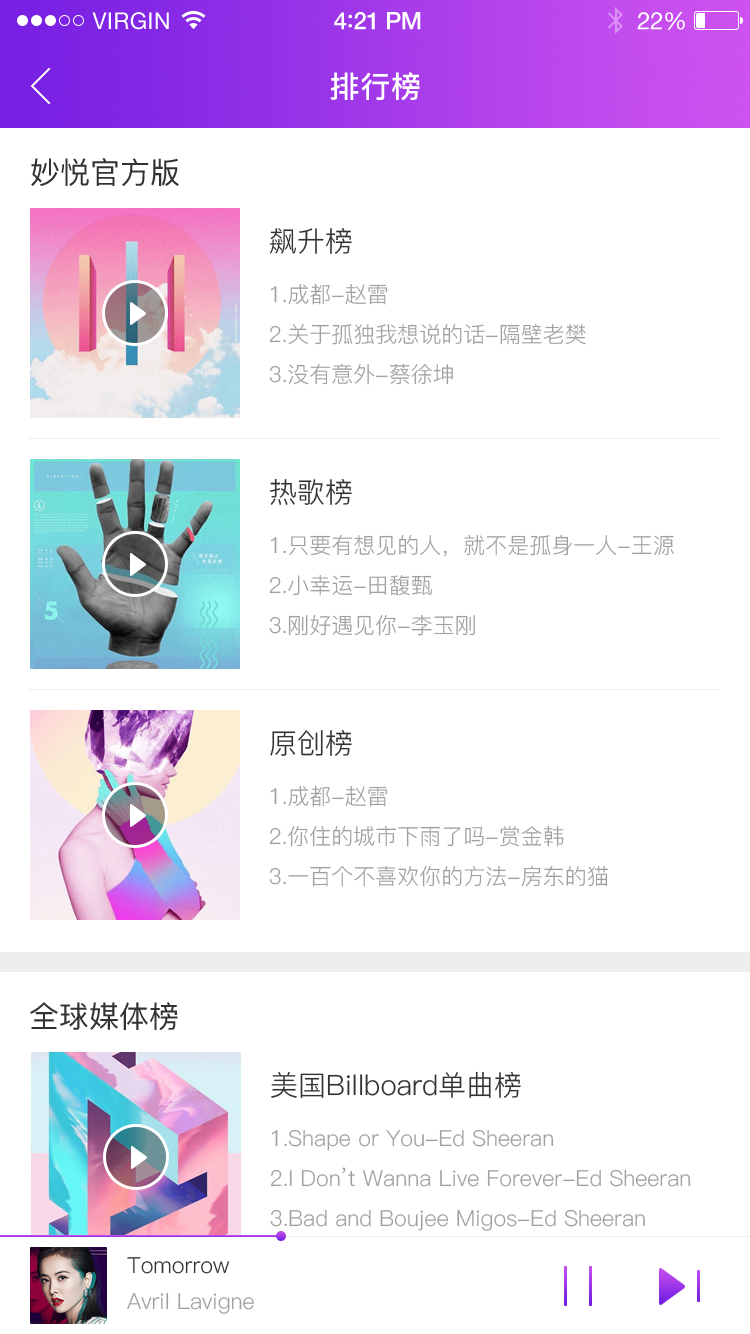 VIRGIN 4:21 PM 22%
排行榜
妙悦官方版
飙升榜
1.成都-赵雷
2.关于孤独我想说的话-隔壁老樊
3.没有意外-蔡徐坤
热歌榜
1.只要有想见的人，就不是孤身一人-王源
2.小幸运-田馥甄
3.刚好遇见你-李玉刚
5
原创榜
1.成都-赵雷
2.你住的城市下雨了吗-赏金韩
3.一百个不喜欢你的方法-房东的猫
全球媒体榜
美国Billboard单曲榜
1.Shape or You-Ed Sheeran
2.I Don't Wanna Live Forever-Ed Sheeran
3.Bad and Boujee Migos-Ed Sheeran
Tomorrow
Avril Lavigne